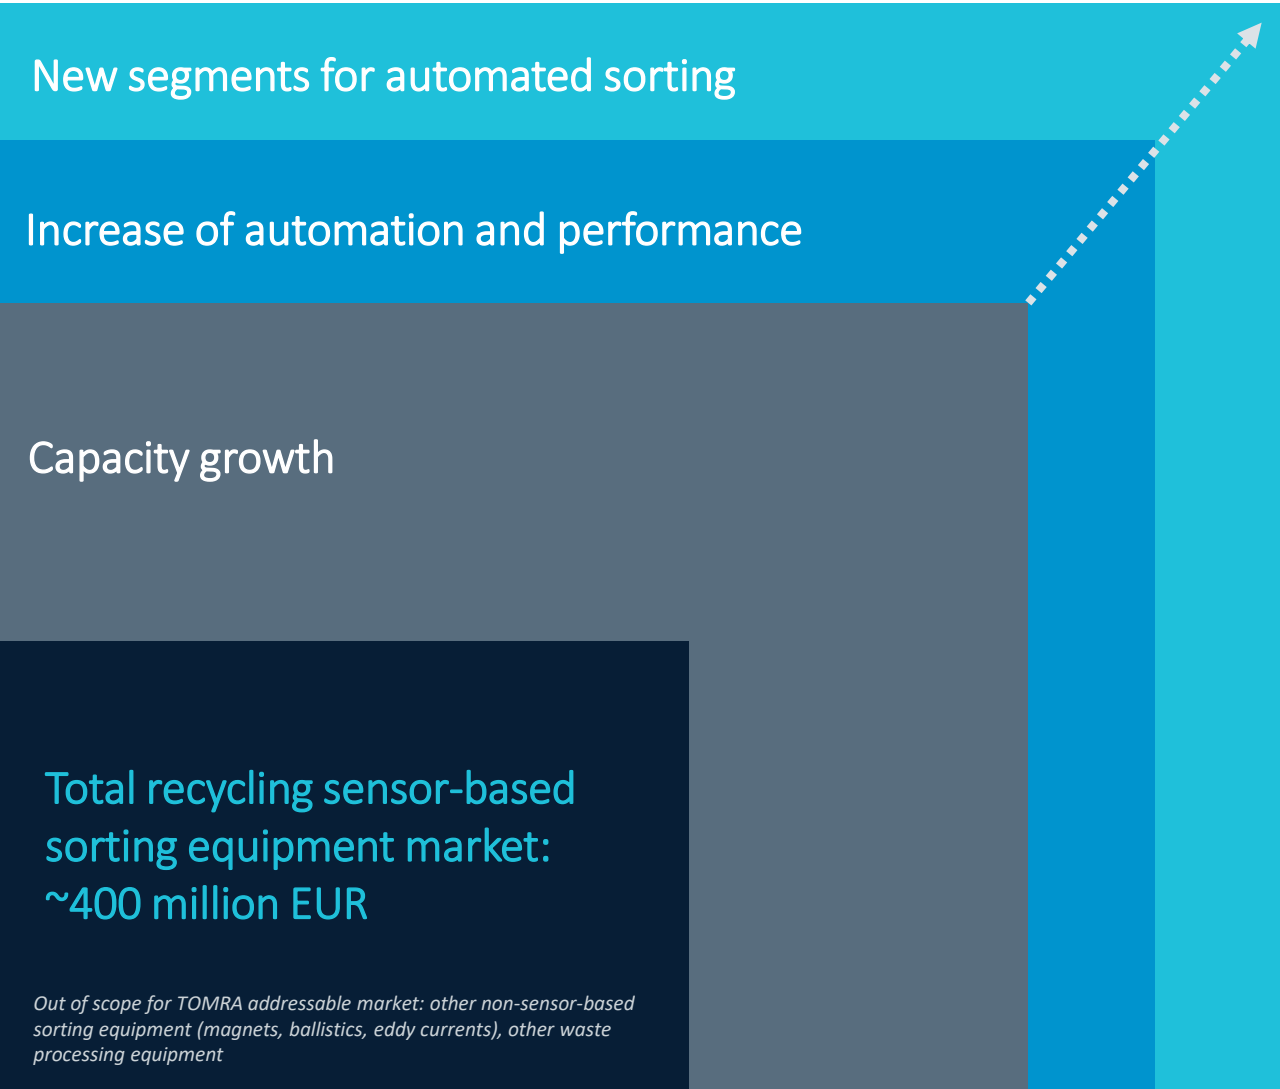 New segments for automated sorting
Increase of automation and performance
Capacity growth
Total recycling sensor-based
sorting equipment market:
~400 million EUR
Out of scope for TOMRA addressable market: other non-sensor-based
sorting equipment (magnets, ballistics, eddy currents), other waste
processing equipment